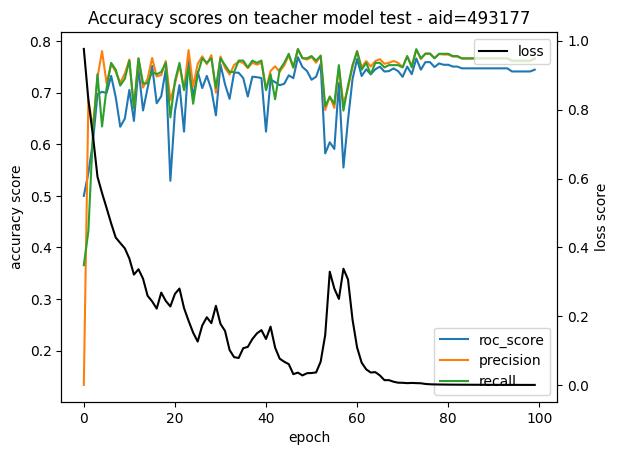 Accuracy scores on teacher model test - aid=493177
0.8
0.7
0.6
0.5
0.4
0.3
0.2
accuracy score
1.0
0.8
0.6
0.4
0.2
0.0
loss score
loss
roc_score
precision
recall
0
20
40
60
80
100
epoch